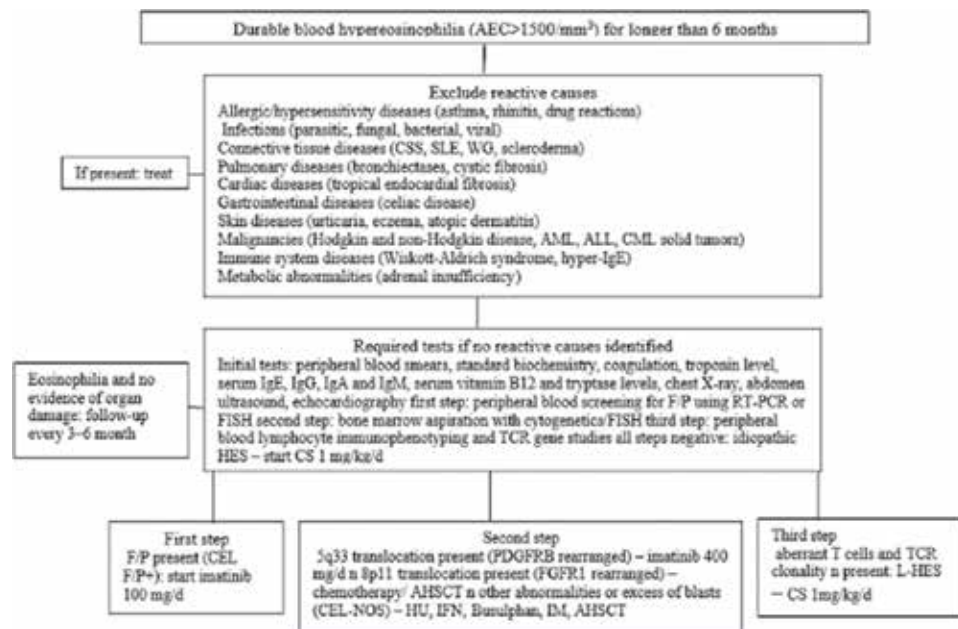 Durable blood hypereosinophilia (AEC>1500/mm³) for longer than 6 months
Exclude reactive causes
Allergic/hypersensitivity diseases (asthma, rhinitis, drug reactions)
Infections (parasitic, fungal, bacterial, viral)
Connective tissue diseases (CSS, SLE, WG, scleroderma)
Pulmonary diseases (bronchiectases, cystic fibrosis)
Cardiac diseases (tropical endocardial fibrosis)
Gastrointestinal diseases (celiac disease)
Skin diseases (urticaria, eczema, atopic dermatitis)
Malignancies (Hodgkin and non-Hodgkin disease, AML, ALL, CML solid tumors)
Immune system diseases (Wiskott-Aldrich syndrome, hyper-IgE)
Metabolic abnormalities (adrenal insufficiency)
If present: treat
Required tests if no reactive causes identified
Initial tests: peripheral blood smears, standard biochemistry, coagulation, troponin level,
serum IgE, IgG, IgA and IgM, serum vitamin B12 and tryptase levels, chest X-ray, abdomen
ultrasound, echocardiography first step: peripheral blood screening for F/P using RT-PCR or
FISH second step: bone marrow aspiration with cytogenetics/FISH third step: peripheral
blood lymphocyte immunophenotyping and TCR gene studies all steps negative: idiopathic
HES – start CS 1 mg/kg/d
Eosinophilia and no
evidence of organ
damage: follow-up
every 3–6 month
First step
F/P present (CEL
F/P+): start imatinib
100 mg/d
Second step
5q33 translocation present (PDGFRB rearranged) – imatinib 400
mg/d n 8p11 translocation present (FGFR1 rearranged) –
chemotherapy/ AHSCT n other abnormalities or excess of blasts
(CEL-NOS) – HU, IFN, Busulphan, IM, AHSCT
Third step
aberrant T cells and TCR
clonality n present: L-HES
– CS 1mg/kg/d